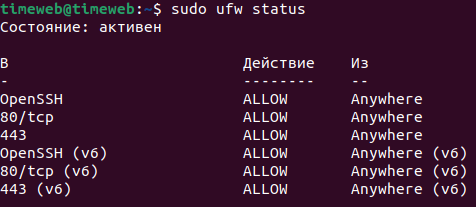 timeweb@timeweb:~$ sudo ufw status
Состояние: активен
В Действие Из
- -------- --
OpenSSH ALLOW Anywhere
80/tcp ALLOW Anywhere
443 ALLOW Anywhere
OpenSSH (v6) ALLOW Anywhere (v6)
80/tcp (v6) ALLOW Anywhere (v6)
443 (v6) ALLOW Anywhere (v6)